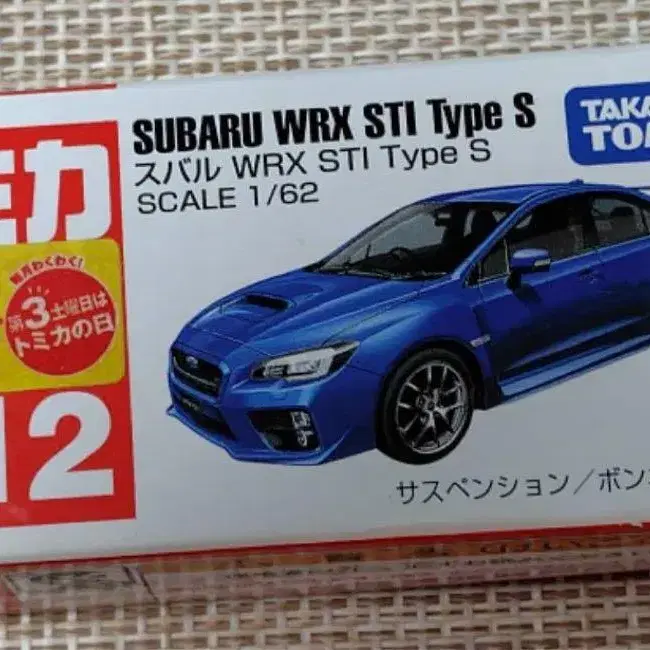 SUBARU WRX STI Type S
スバル WRX STI Type S
SCALE 1/62
TAKA
TOM
ミカ
毎月わくわく!
第3土曜日は
トミカの日
12
サスペンション/ボン